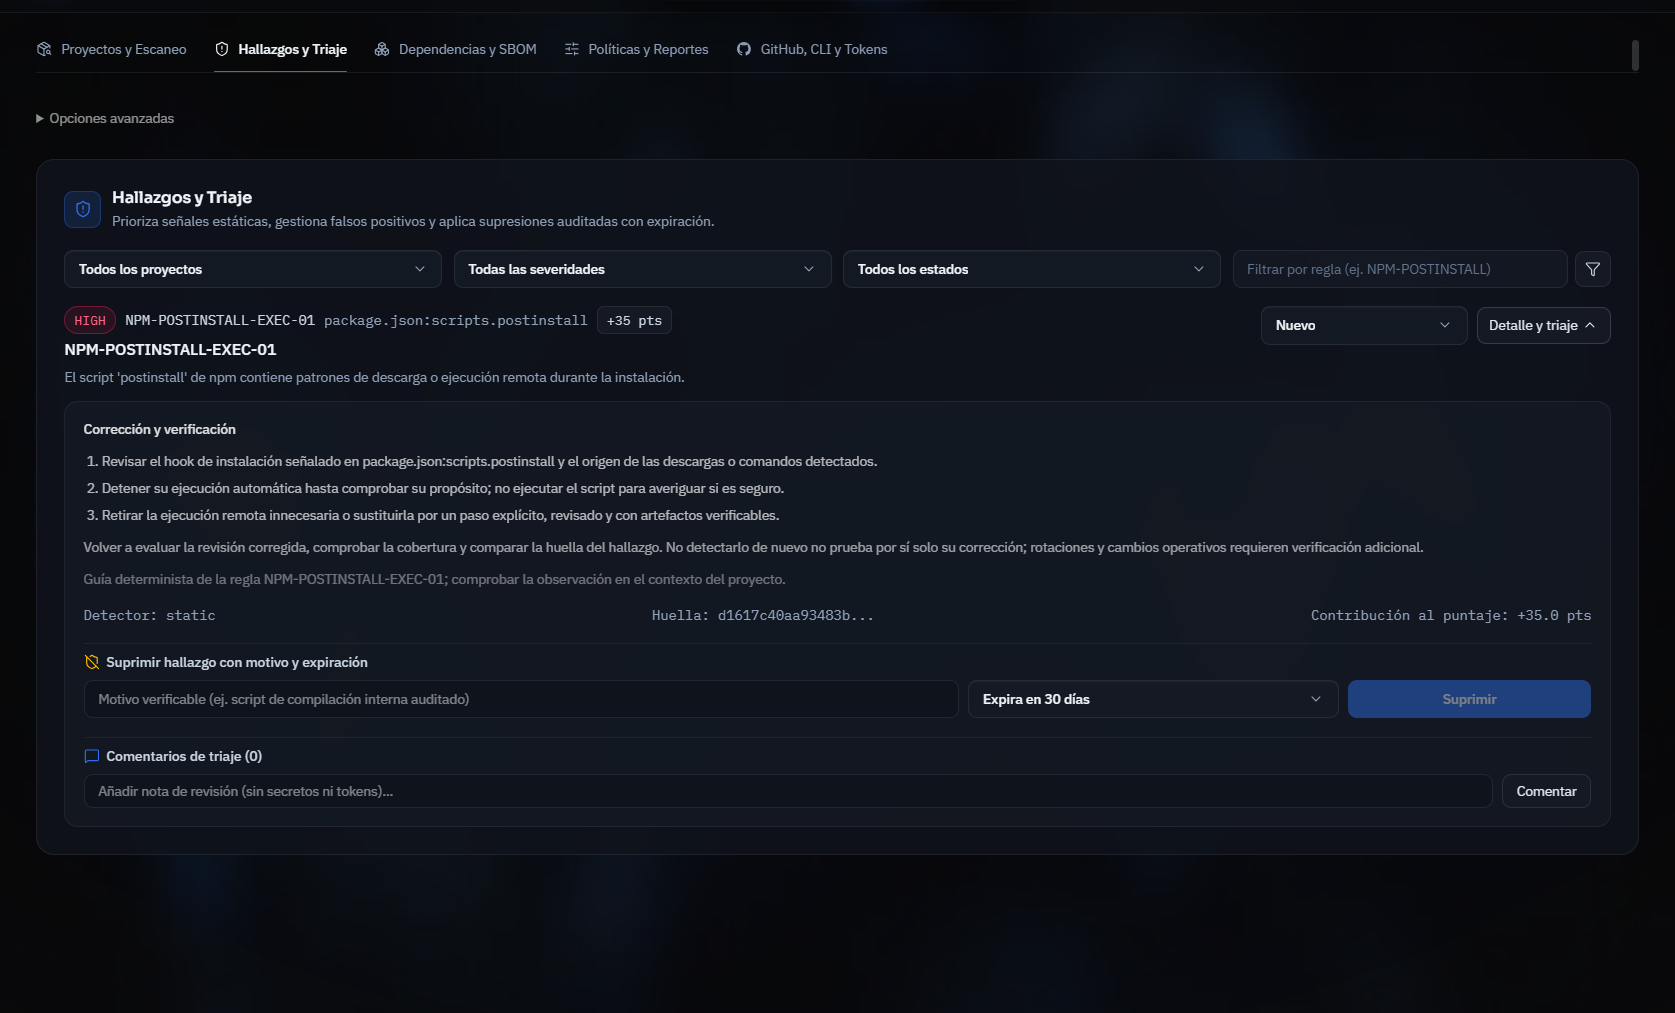 Proyectos y Escaneo Hallazgos y Triaje Dependencias y SBOM Políticas y Reportes GitHub, CLI y Tokens
Opciones avanzadas
Hallazgos y Triaje
Prioriza señales estáticas, gestiona falsos positivos y aplica supresiones auditadas con expiración.
Todos los proyectos Todas las severidades Todos los estados Filtrar por regla (ej. NPM-POSTINSTALL)
HIGH NPM-POSTINSTALL-EXEC-01 package.json:scripts.postinstall +35 pts Nuevo Detalle y triaje
NPM-POSTINSTALL-EXEC-01
El script 'postinstall' de npm contiene patrones de descarga o ejecución remota durante la instalación.
Corrección y verificación
1. Revisar el hook de instalación señalado en package.json:scripts.postinstall y el origen de las descargas o comandos detectados.
2. Detener su ejecución automática hasta comprobar su propósito; no ejecutar el script para averiguar si es seguro.
3. Retirar la ejecución remota innecesaria o sustituirla por un paso explícito, revisado y con artefactos verificables.
Volver a evaluar la revisión corregida, comprobar la cobertura y comparar la huella del hallazgo. No detectarlo de nuevo no prueba por sí solo su corrección; rotaciones y cambios operativos requieren verificación adicional.
Guía determinista de la regla NPM-POSTINSTALL-EXEC-01; comprobar la observación en el contexto del proyecto.
Detector: static Huella: d1617c40aa93483b... Contribución al puntaje: +35.0 pts
Suprimir hallazgo con motivo y expiración
Motivo verificable (ej. script de compilación interna auditado) Expira en 30 días Suprimir
Comentarios de triaje (0)
Añadir nota de revisión (sin secretos ni tokens)... Comentar